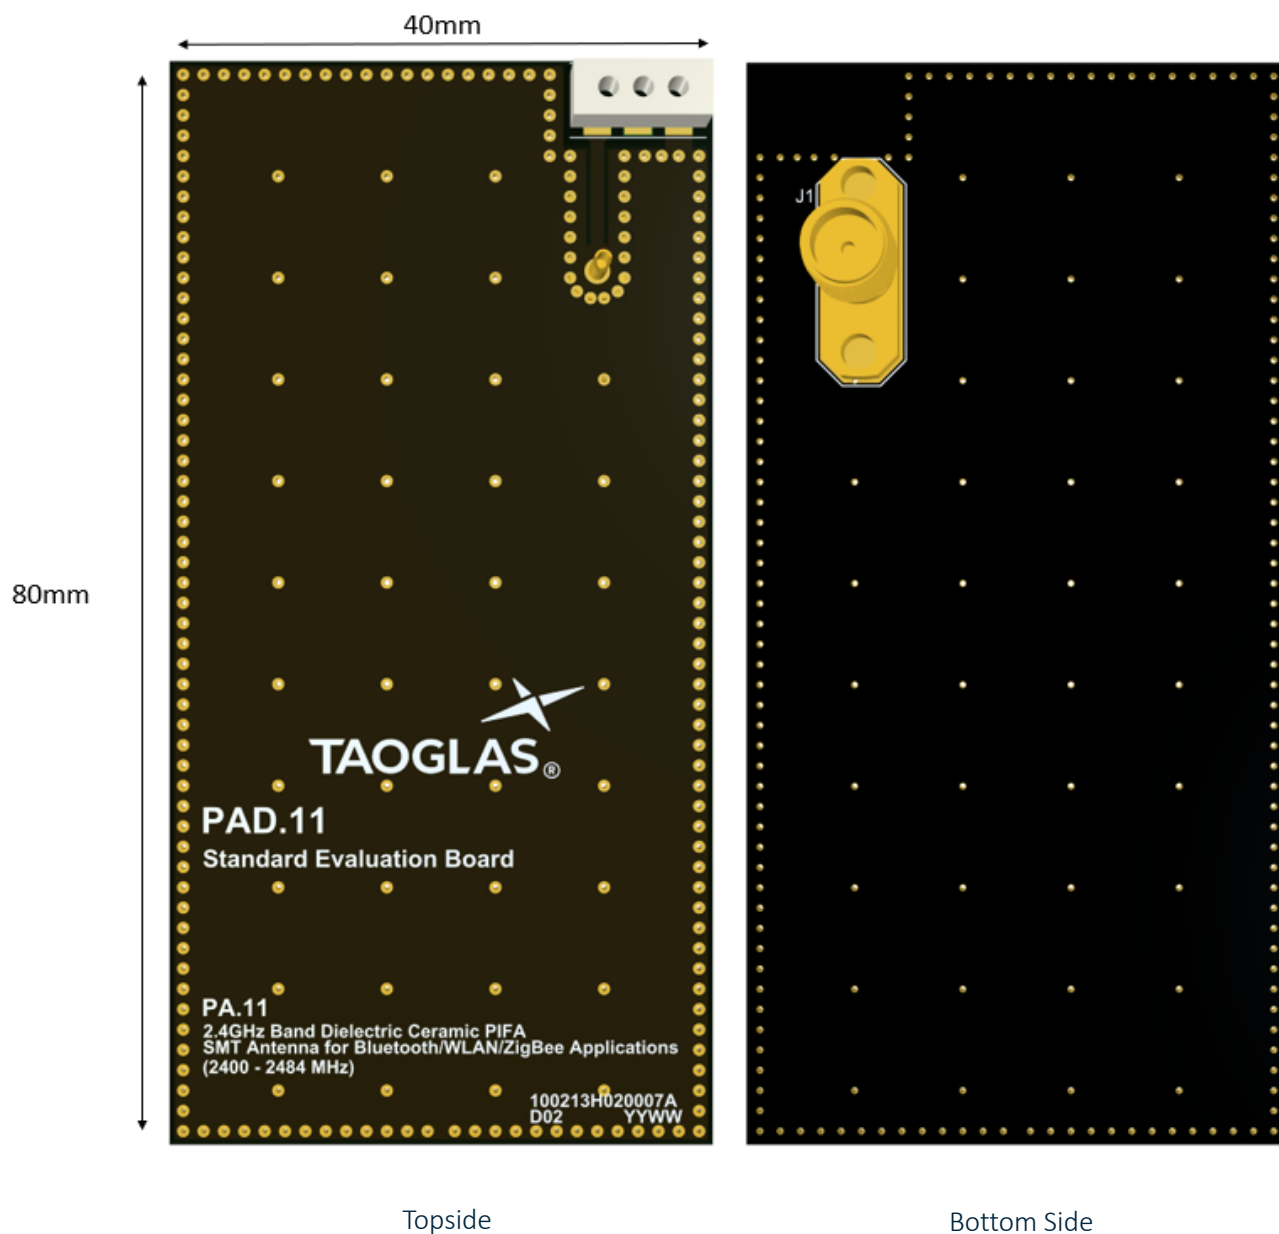 40mm
80mm
J1
TAOGLAS®
PAD.11
Standard Evaluation Board
PA.11
2.4GHz Band Dielectric Ceramic PIFA
SMT Antenna for Bluetooth/WLAN/ZigBee Applications
(2400 - 2484 MHz)
100213H020007A
D02 YYWW
Topside
Bottom Side